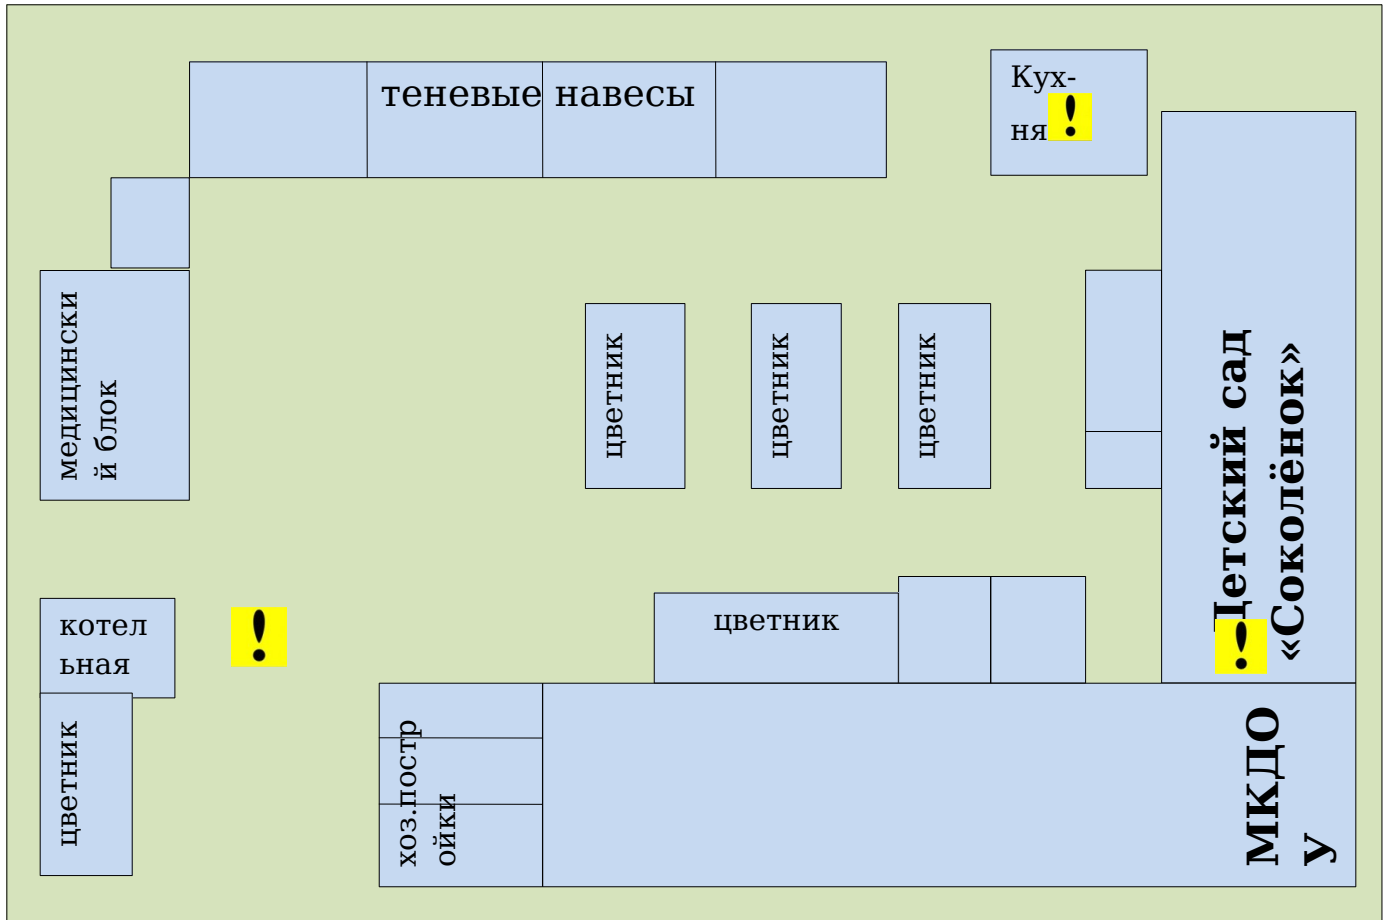 теневые навесы
Кух-
ня
медицински
й блок
цветник
цветник
цветник
Детский сад
«Соколёнок»
котел
ьная
цветник
цветник
хоз.постр
ойки
МКДО
У